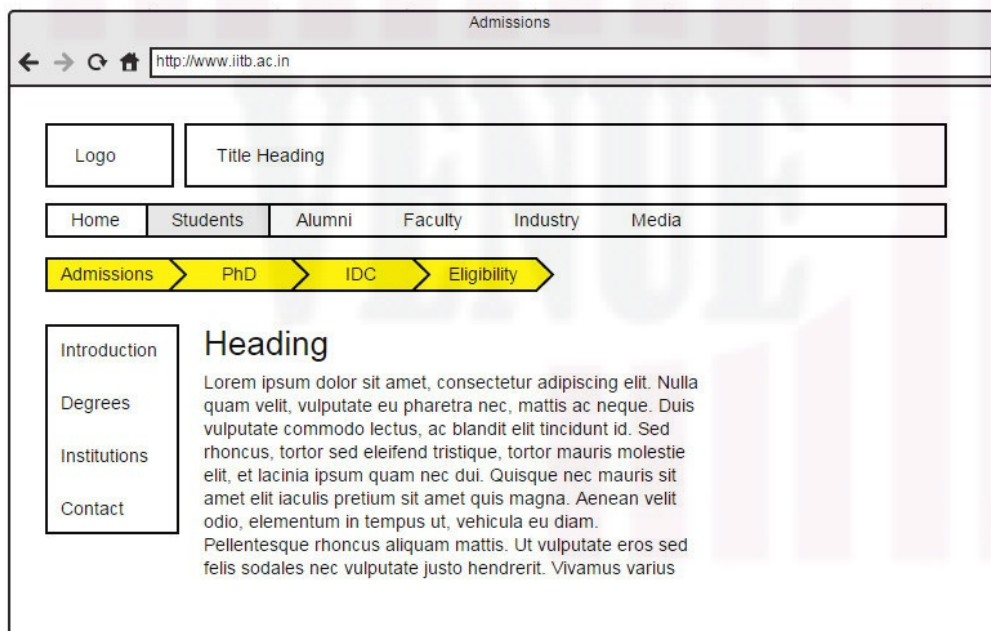 Admissions
http://www.iitb.ac.in
Logo
Title Heading
Home Students Alumni Faculty Industry Media
Admissions PhD IDC Eligibility
Introduction
Degrees
Institutions
Contact
Heading
Lorem ipsum dolor sit amet, consectetur adipiscing elit. Nulla
quam velit, vulputate eu pharetra nec, mattis ac neque. Duis
vulputate commodo lectus, ac blandit elit tincidunt id. Sed
rhoncus, tortor sed eleifend tristique, tortor mauris molestie
elit, et lacinia ipsum quam nec dui. Quisque nec mauris sit
amet elit iaculis pretium sit amet quis magna. Aenean velit
odio, elementum in tempus ut, vehicula eu diam.
Pellentesque rhoncus aliquam mattis. Ut vulputate eros sed
felis sodales nec vulputate justo hendrerit. Vivamus varius
VENUE